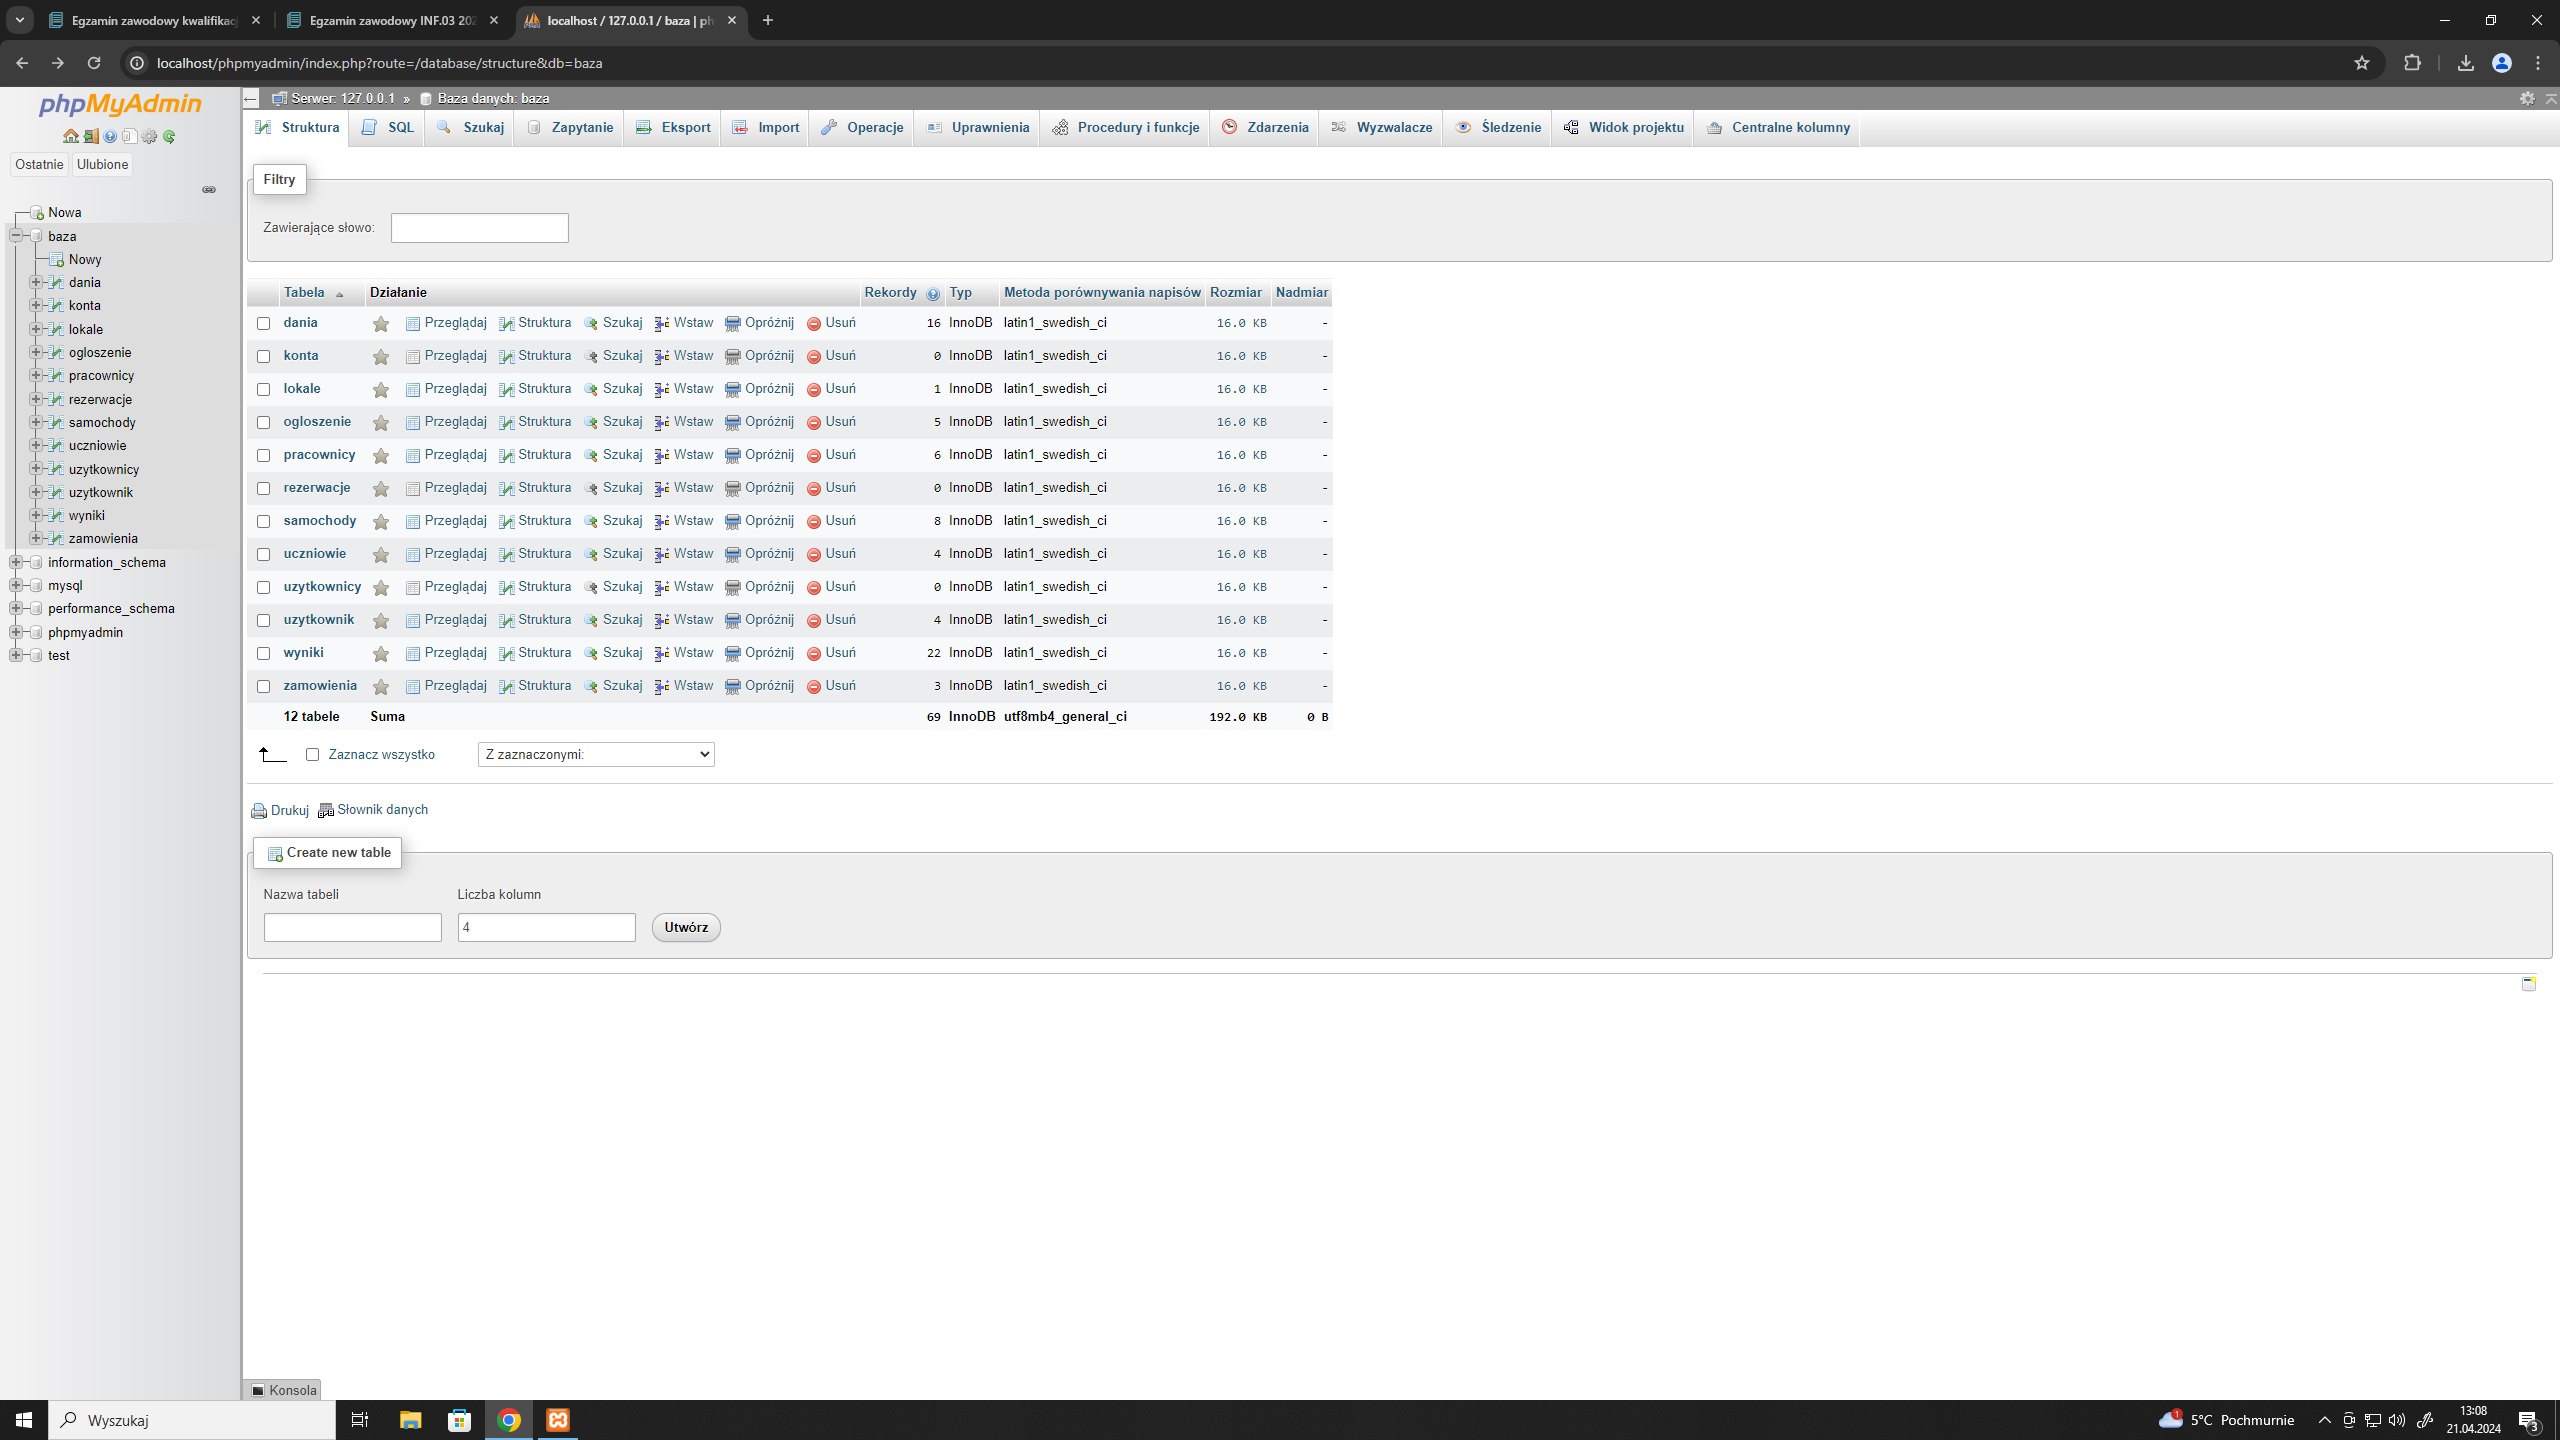 Egzamin zawodowy kwalifikac
Egzamin zawodowy INF.03 202
localhost / 127.0.0.1 / baza | ph
localhost/phpmyadmin/index.php?route=/database/structure&db=baza
phpMyAdmin
Ostatnie Ulubione
Nowa
baza
Nowy
dania
konta
lokale
ogloszenie
pracownicy
rezerwacje
samochody
uczniowie
uzytkownicy
uzytkownik
wyniki
zamowienia
information_schema
mysql
performance_schema
phpmyadmin
test
Serwer: 127.0.0.1 » Baza danych: baza
Struktura SQL Szukaj Zapytanie Eksport Import Operacje Uprawnienia Procedury i funkcje Zdarzenia Wyzwalacze Śledzenie Widok projektu Centralne kolumny
Filtry
Zawierające słowo:
Tabela Działanie Rekordy Typ Metoda porównywania napisów Rozmiar Nadmiar
dania Przeglądaj Struktura Szukaj Wstaw Opróżnij Usuń 16 InnoDB latin1_swedish_ci 16.0 KB -
konta Przeglądaj Struktura Szukaj Wstaw Opróżnij Usuń 0 InnoDB latin1_swedish_ci 16.0 KB -
lokale Przeglądaj Struktura Szukaj Wstaw Opróżnij Usuń 1 InnoDB latin1_swedish_ci 16.0 KB -
ogloszenie Przeglądaj Struktura Szukaj Wstaw Opróżnij Usuń 5 InnoDB latin1_swedish_ci 16.0 KB -
pracownicy Przeglądaj Struktura Szukaj Wstaw Opróżnij Usuń 6 InnoDB latin1_swedish_ci 16.0 KB -
rezerwacje Przeglądaj Struktura Szukaj Wstaw Opróżnij Usuń 0 InnoDB latin1_swedish_ci 16.0 KB -
samochody Przeglądaj Struktura Szukaj Wstaw Opróżnij Usuń 8 InnoDB latin1_swedish_ci 16.0 KB -
uczniowie Przeglądaj Struktura Szukaj Wstaw Opróżnij Usuń 4 InnoDB latin1_swedish_ci 16.0 KB -
uzytkownicy Przeglądaj Struktura Szukaj Wstaw Opróżnij Usuń 0 InnoDB latin1_swedish_ci 16.0 KB -
uzytkownik Przeglądaj Struktura Szukaj Wstaw Opróżnij Usuń 4 InnoDB latin1_swedish_ci 16.0 KB -
wyniki Przeglądaj Struktura Szukaj Wstaw Opróżnij Usuń 22 InnoDB latin1_swedish_ci 16.0 KB -
zamowienia Przeglądaj Struktura Szukaj Wstaw Opróżnij Usuń 3 InnoDB latin1_swedish_ci 16.0 KB -
12 tabele Suma 69 InnoDB utf8mb4_general_ci 192.0 KB 0 B
Zaznacz wszystko Z zaznaczonymi:
Drukuj Słownik danych
Create new table
Nazwa tabeli Liczba kolumn
4 Utwórz
Konsola
Wyszukaj
1 5°C Pochmurnie
13:08
21.04.2024
3